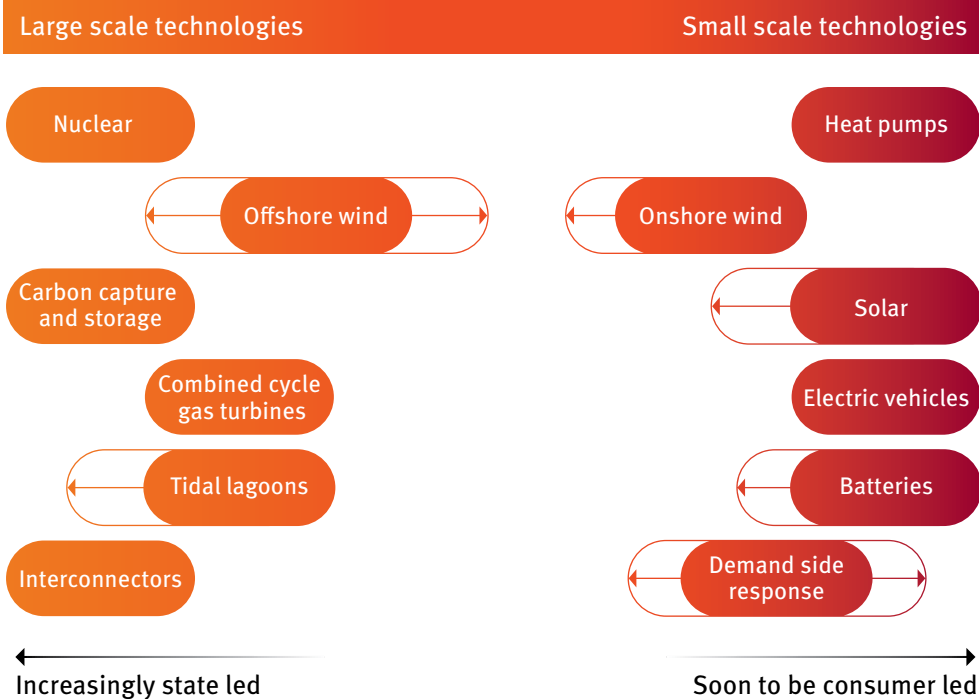 Large scale technologies
Small scale technologies
Nuclear
Heat pumps
Offshore wind
Onshore wind
Carbon capture
and storage
Solar
Combined cycle
gas turbines
Electric vehicles
Tidal lagoons
Batteries
Interconnectors
Demand side
response
Increasingly state led
Soon to be consumer led